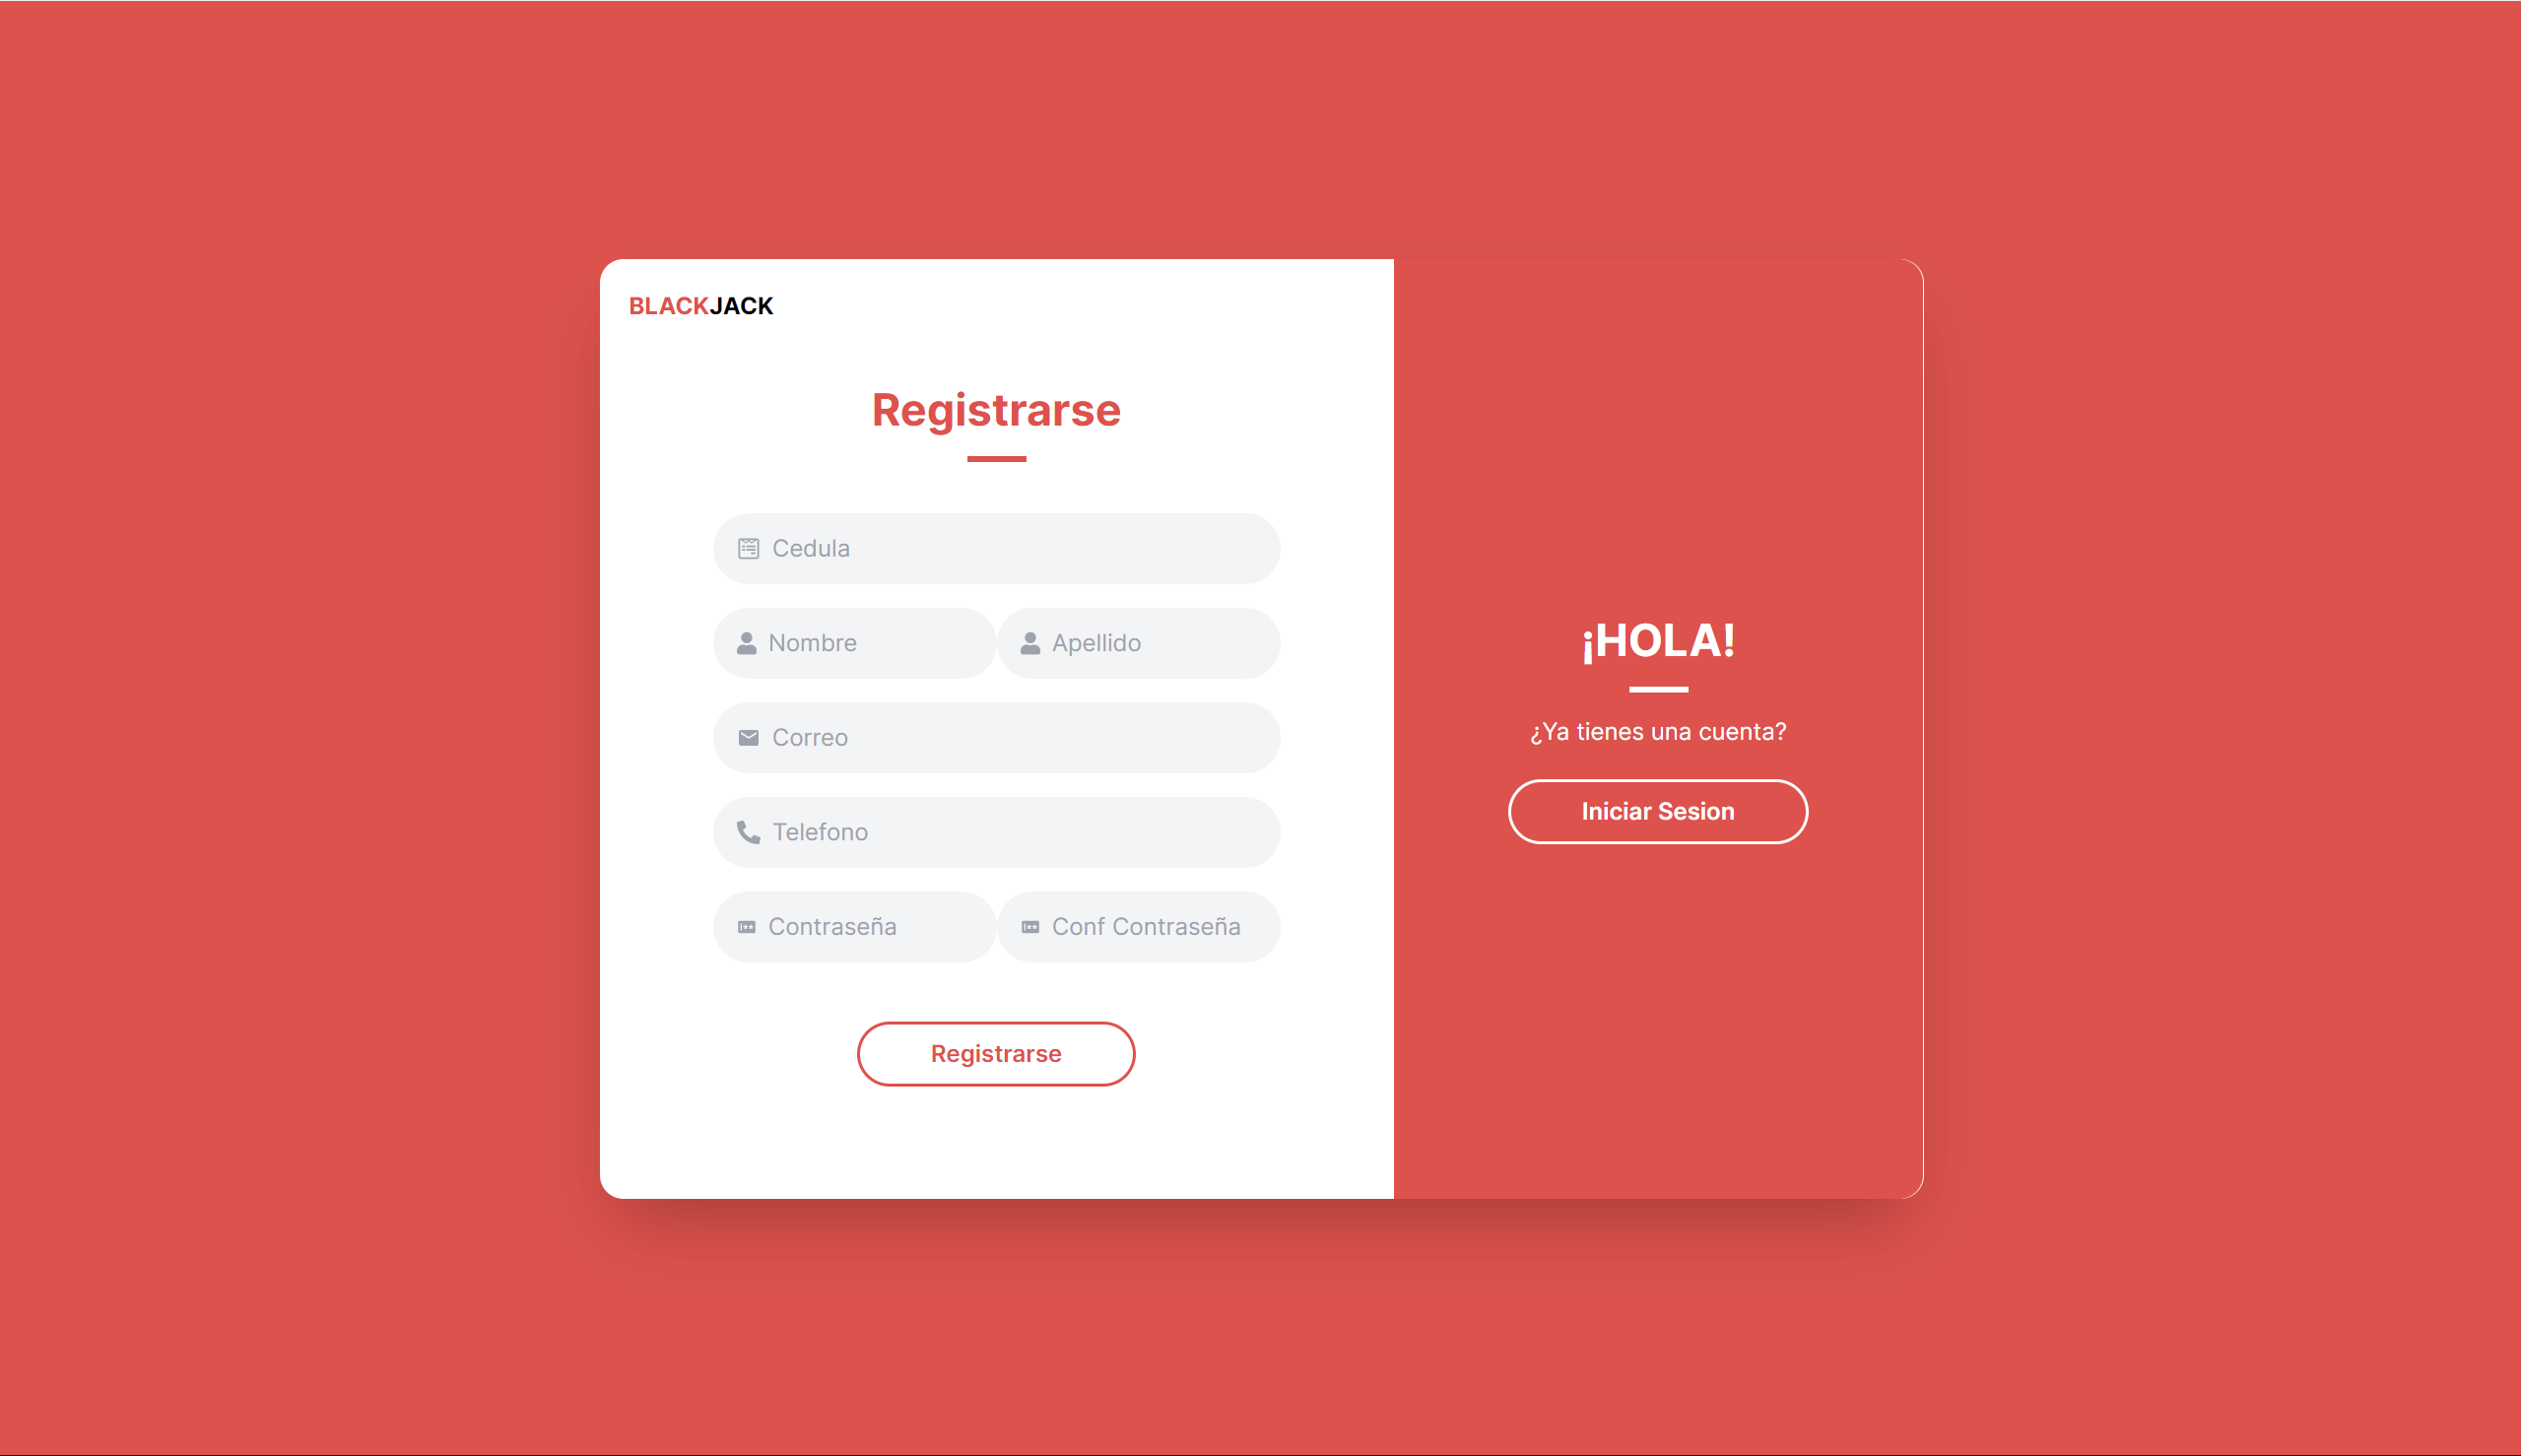 BLACKJACK
Registrarse
Cedula
Nombre
Apellido
Correo
Telefono
Contraseña
Conf Contraseña
Registrarse
¡HOLA!
¿Ya tienes una cuenta?
Iniciar Sesion